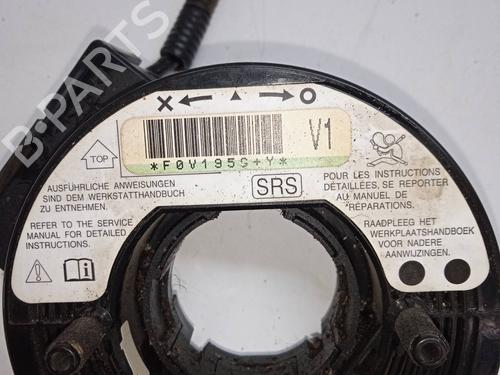 B-PARTS
V1
*F0V195S+Y*
TOP
SRS
AUSFÜHRLICHE ANWEISUNGEN
SIND DEM WERKSTATTHANDBUCH
ZU ENTNEHMEN.
REFER TO THE SERVICE
MANUAL FOR DETAILED
INSTRUCTIONS.
POUR LES INSTRUCTIONS
DÉTAILLÉES, SE REPORTER
AU MANUEL DE
RÉPARATIONS.
RAADPLEEG HET
WERKPLAATSHANDBOEK
VOOR NADERE
AANWIJZINGEN.